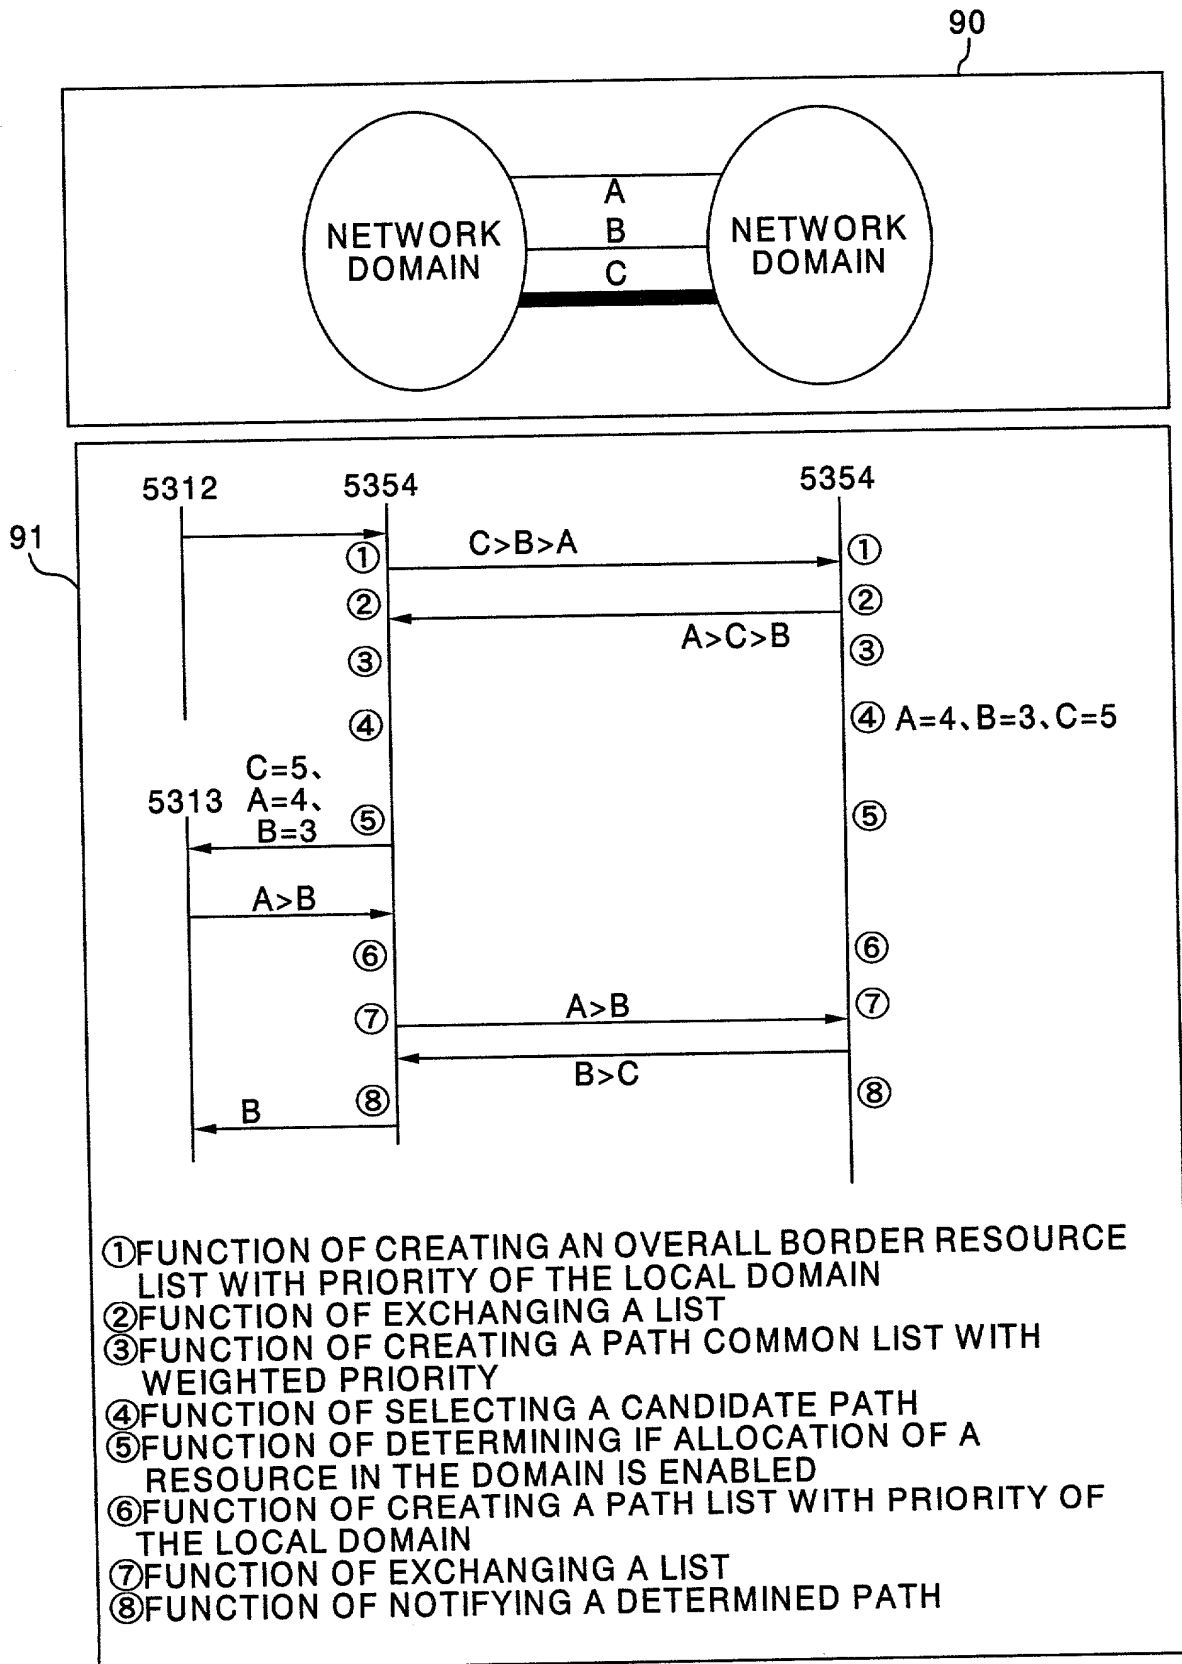 90
A
NETWORK
DOMAIN
B
NETWORK
DOMAIN
C
91
5312
5354
5354
①
C>B>A
①
②
②
A>C>B
③
③
④
④ A=4、B=3、C=5
C=5、
5313
A=4、
B=3
⑤
⑤
A>B
⑥
⑥
⑦
A>B
⑦
B>C
⑧
⑧
B
①FUNCTION OF CREATING AN OVERALL BORDER RESOURCE
LIST WITH PRIORITY OF THE LOCAL DOMAIN
②FUNCTION OF EXCHANGING A LIST
③FUNCTION OF CREATING A PATH COMMON LIST WITH
WEIGHTED PRIORITY
④FUNCTION OF SELECTING A CANDIDATE PATH
⑤FUNCTION OF DETERMINING IF ALLOCATION OF A
RESOURCE IN THE DOMAIN IS ENABLED
⑥FUNCTION OF CREATING A PATH LIST WITH PRIORITY OF
THE LOCAL DOMAIN
⑦FUNCTION OF EXCHANGING A LIST
⑧FUNCTION OF NOTIFYING A DETERMINED PATH